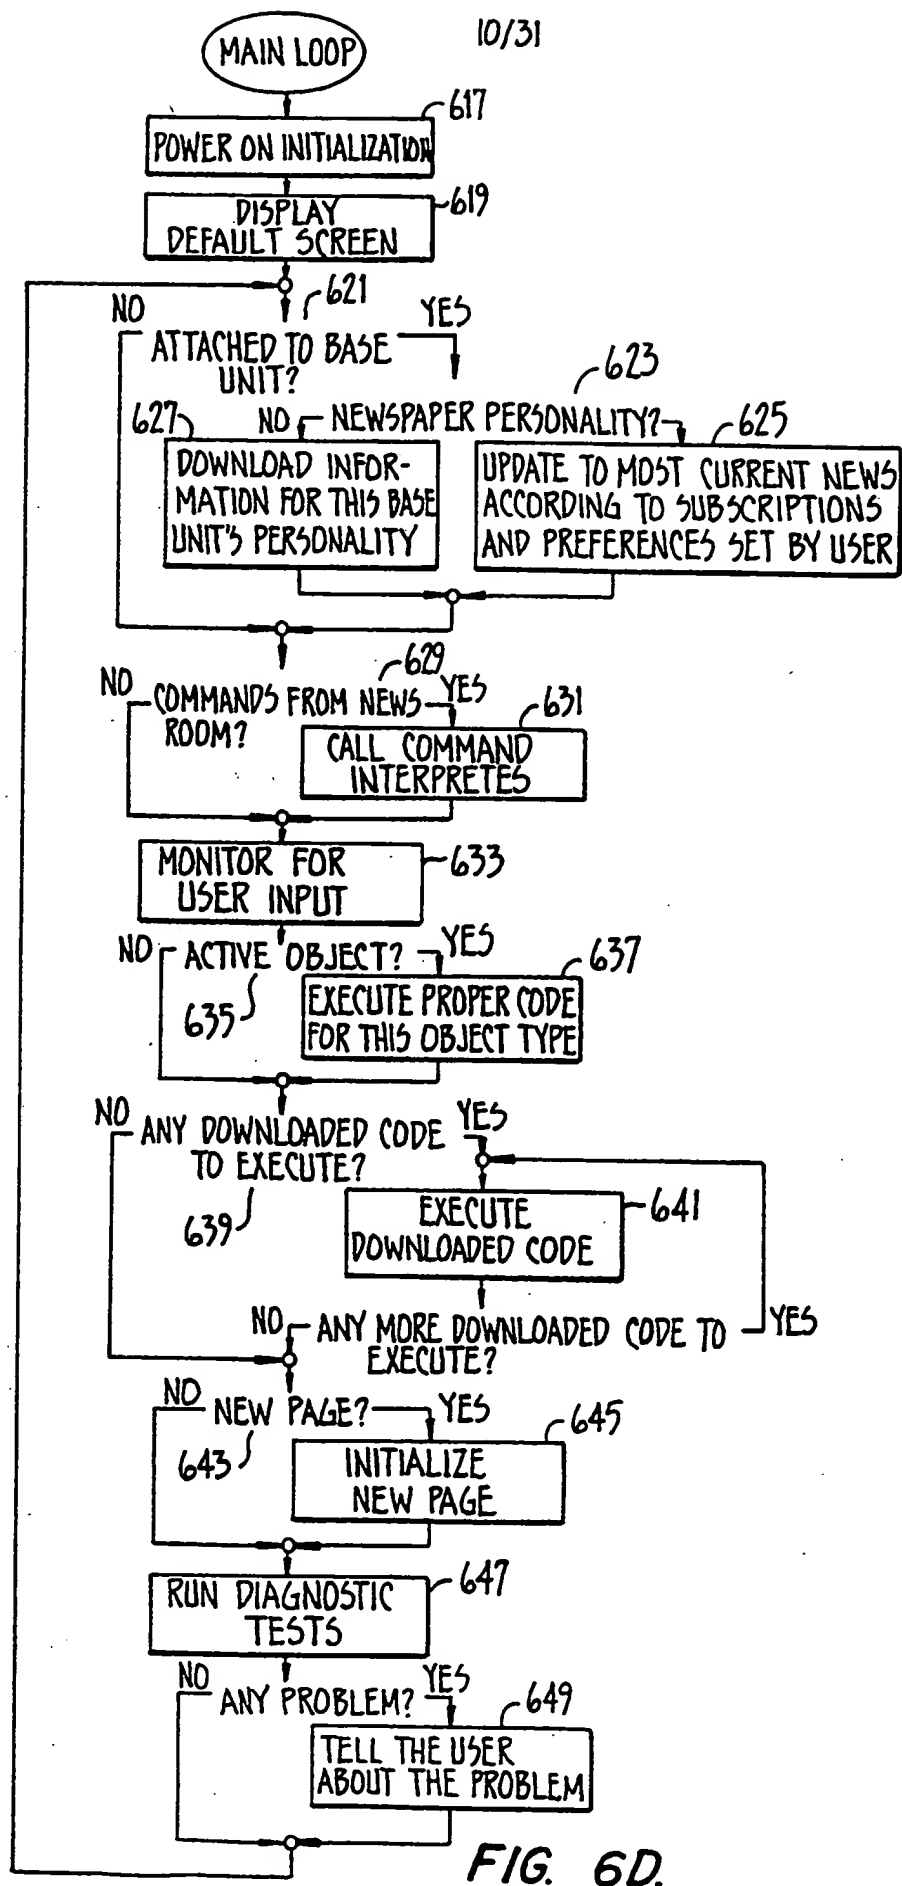 10/31
MAIN LOOP
617
POWER ON INITIALIZATION
619
DISPLAY
DEFAULT SCREEN
621
NO
YES
ATTACHED TO BASE
UNIT?
623
627
NO
NEWSPAPER PERSONALITY?
625
DOWNLOAD INFOR-
MATION FOR THIS BASE
UNIT'S PERSONALITY
UPDATE TO MOST CURRENT NEWS
ACCORDING TO SUBSCRIPTIONS
AND PREFERENCES SET BY USER
629
NO
COMMANDS FROM NEWS
ROOM?
YES
631
CALL COMMAND
INTERPRETES
MONITOR FOR
USER INPUT
633
NO
ACTIVE OBJECT?
YES
635
637
EXECUTE PROPER CODE
FOR THIS OBJECT TYPE
NO
ANY DOWNLOADED CODE
TO EXECUTE?
YES
639
EXECUTE
DOWNLOADED CODE
641
NO
ANY MORE DOWNLOADED CODE TO
EXECUTE?
YES
NO
NEW PAGE?
YES
643
645
INITIALIZE
NEW PAGE
RUN DIAGNOSTIC
TESTS
647
NO
ANY PROBLEM?
YES
649
TELL THE USER
ABOUT THE PROBLEM
FIG. 6D.